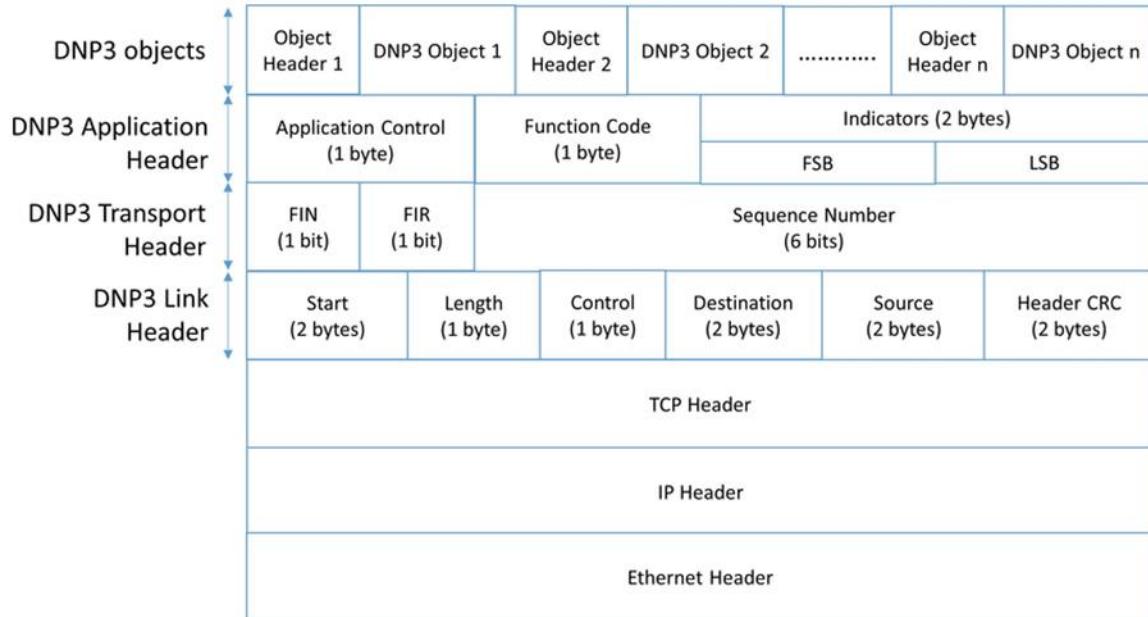 DNP3 objects
Object
Header 1
DNP3 Object 1
Object
Header 2
DNP3 Object 2
............
Object
Header n
DNP3 Object n
DNP3 Application
Header
Application Control
(1 byte)
Function Code
(1 byte)
Indicators (2 bytes)
FSB
LSB
DNP3 Transport
Header
FIN
(1 bit)
FIR
(1 bit)
Sequence Number
(6 bits)
DNP3 Link
Header
Start
(2 bytes)
Length
(1 byte)
Control
(1 byte)
Destination
(2 bytes)
Source
(2 bytes)
Header CRC
(2 bytes)
TCP Header
IP Header
Ethernet Header